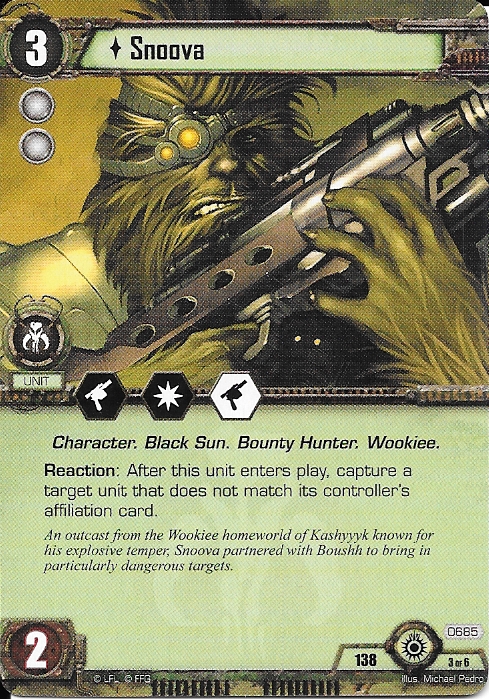 3
Snoova
UNIT
Character. Black Sun. Bounty Hunter. Wookiee.
Reaction: After this unit enters play, capture a
target unit that does not match its controller's
affiliation card.
An outcast from the Wookiee homeworld of Kashyyyk known for
his explosive temper, Snoova partnered with Boushh to bring in
particularly dangerous targets.
2
0685
138
3 OF 6
© LFL © FFG
Illus. Michael Pedro